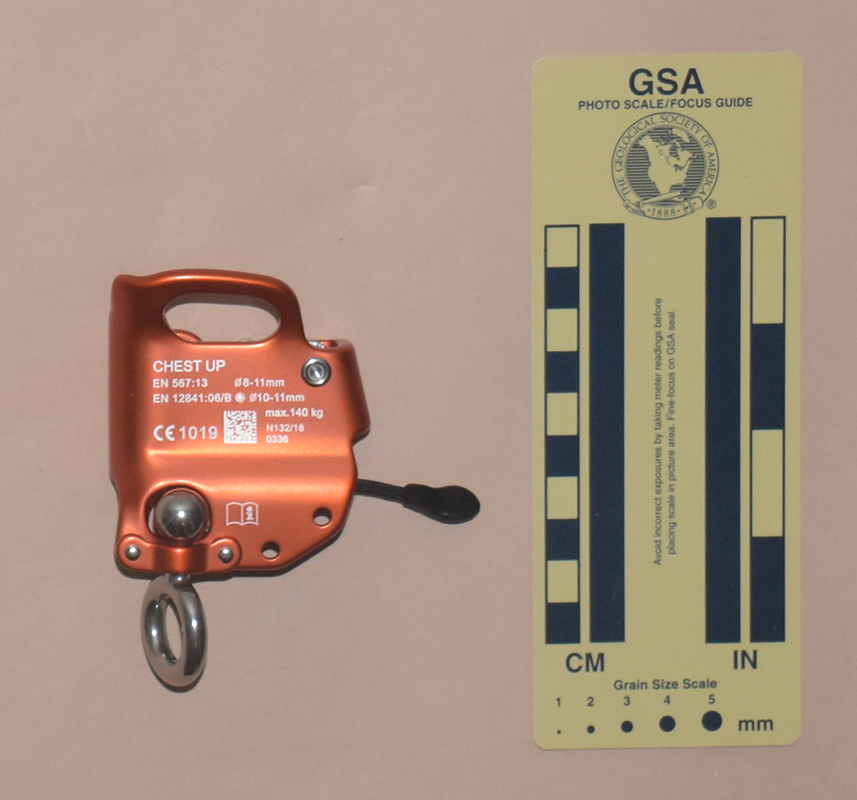 CHEST UP
EN 567:13 Ø8-11mm
EN 12841:06/B Ø10-11mm
max.140 kg
CE 1019
N132/18
0336
GSA
PHOTO SCALE/FOCUS GUIDE
THE GEOLOGICAL SOCIETY OF AMERICA
1888
®
Avoid incorrect exposures by taking meter readings before
placing scale in picture area. Fine-focus on GSA seal.
CM IN
Grain Size Scale
1 2 3 4 5
mm